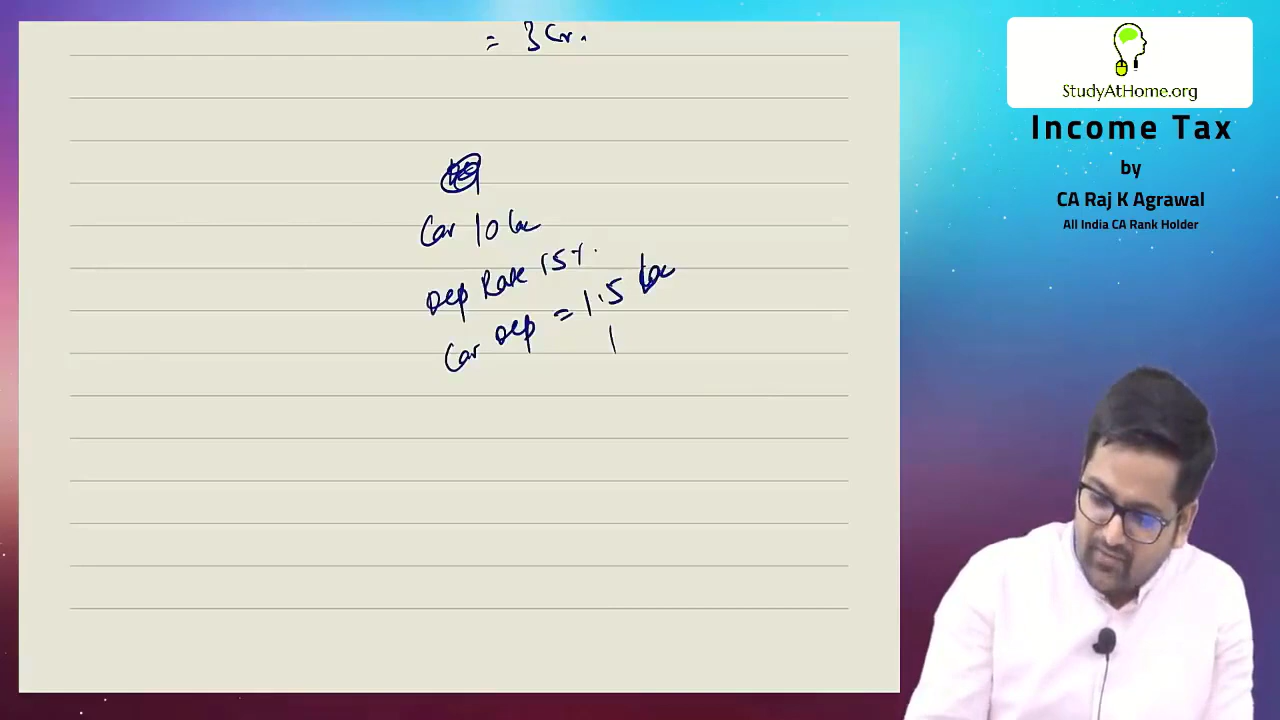 = 3 Cr.
Car 10 Lac
Dep Rate 15%
Car Dep = 1.5 Lac
StudyAtHome.org
Income Tax
by
CA Raj K Agrawal
All India CA Rank Holder